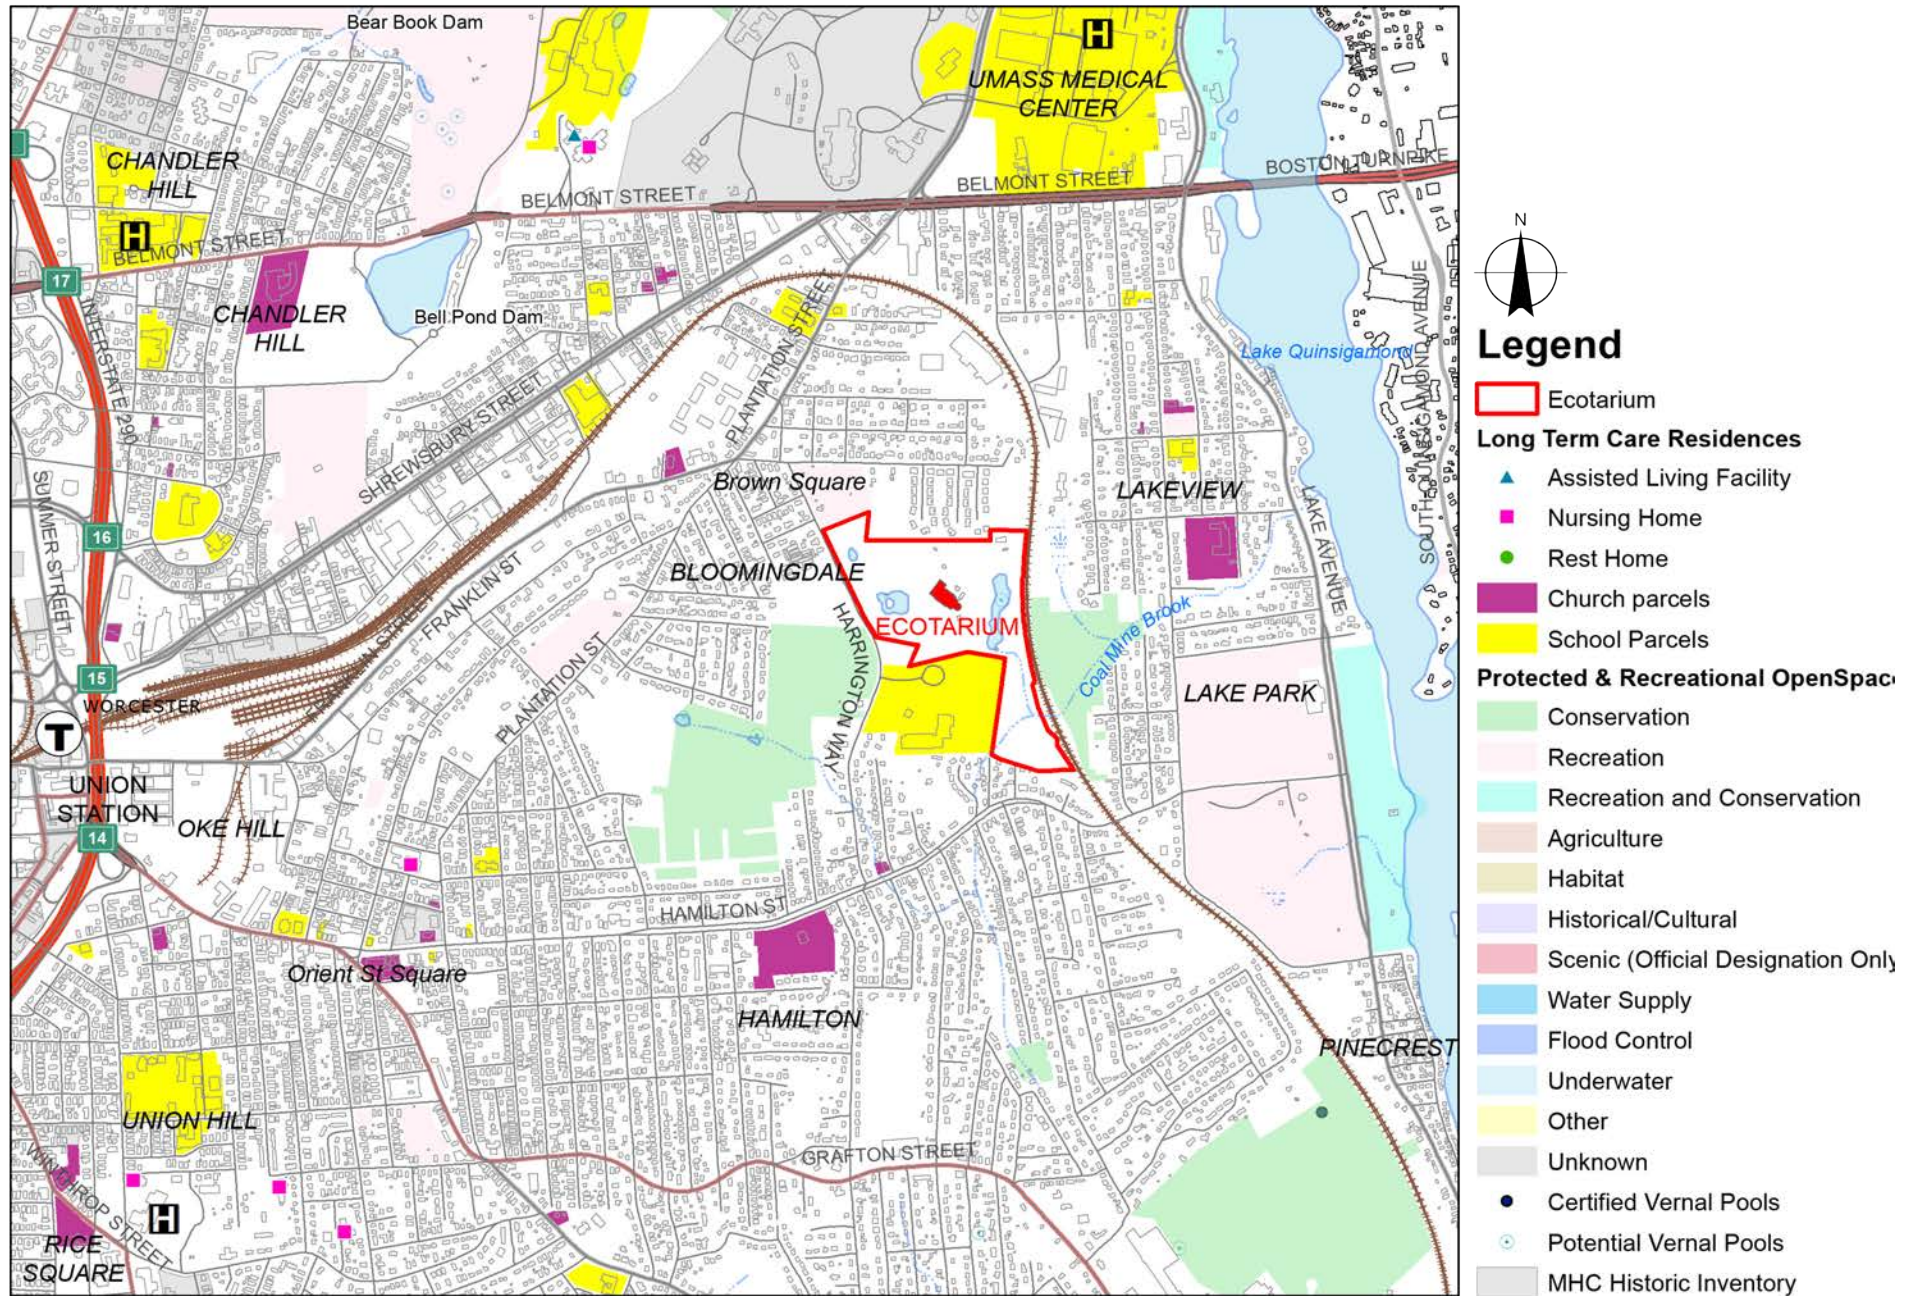 Bear Book Dam
H
UMASS MEDICAL
CENTER
CHANDLER
HILL
BOSTON TURNPIKE
BELMONT STREET
BELMONT STREET
H
BELMONT STREET
17
INTERSTATE 290
CHANDLER
HILL
Bell Pond Dam
PLANTATION STREET
SOUTH QUINSIGAMOND AVENUE
Lake Quinsigamond
SHREWSBURY STREET
SUMMER STREET
16
Brown Square
LAKEVIEW
LAKE AVENUE
BLOOMINGDALE
FRANKLIN ST
HARRINGTON WAY
ECOTARIUM
Coal Mine Brook
FRANKLIN STREET
PLANTATION ST
15
WORCESTER
T
LAKE PARK
UNION
STATION
14
OKE HILL
HAMILTON ST
Orient St Square
HAMILTON
PINECREST
UNION HILL
GRAFTON STREET
WINTHROP STREET
H
RICE
SQUARE
N
Legend
Ecotarium
Long Term Care Residences
Assisted Living Facility
Nursing Home
Rest Home
Church parcels
School Parcels
Protected & Recreational OpenSpac
Conservation
Recreation
Recreation and Conservation
Agriculture
Habitat
Historical/Cultural
Scenic (Official Designation Only
Water Supply
Flood Control
Underwater
Other
Unknown
Certified Vernal Pools
Potential Vernal Pools
MHC Historic Inventory